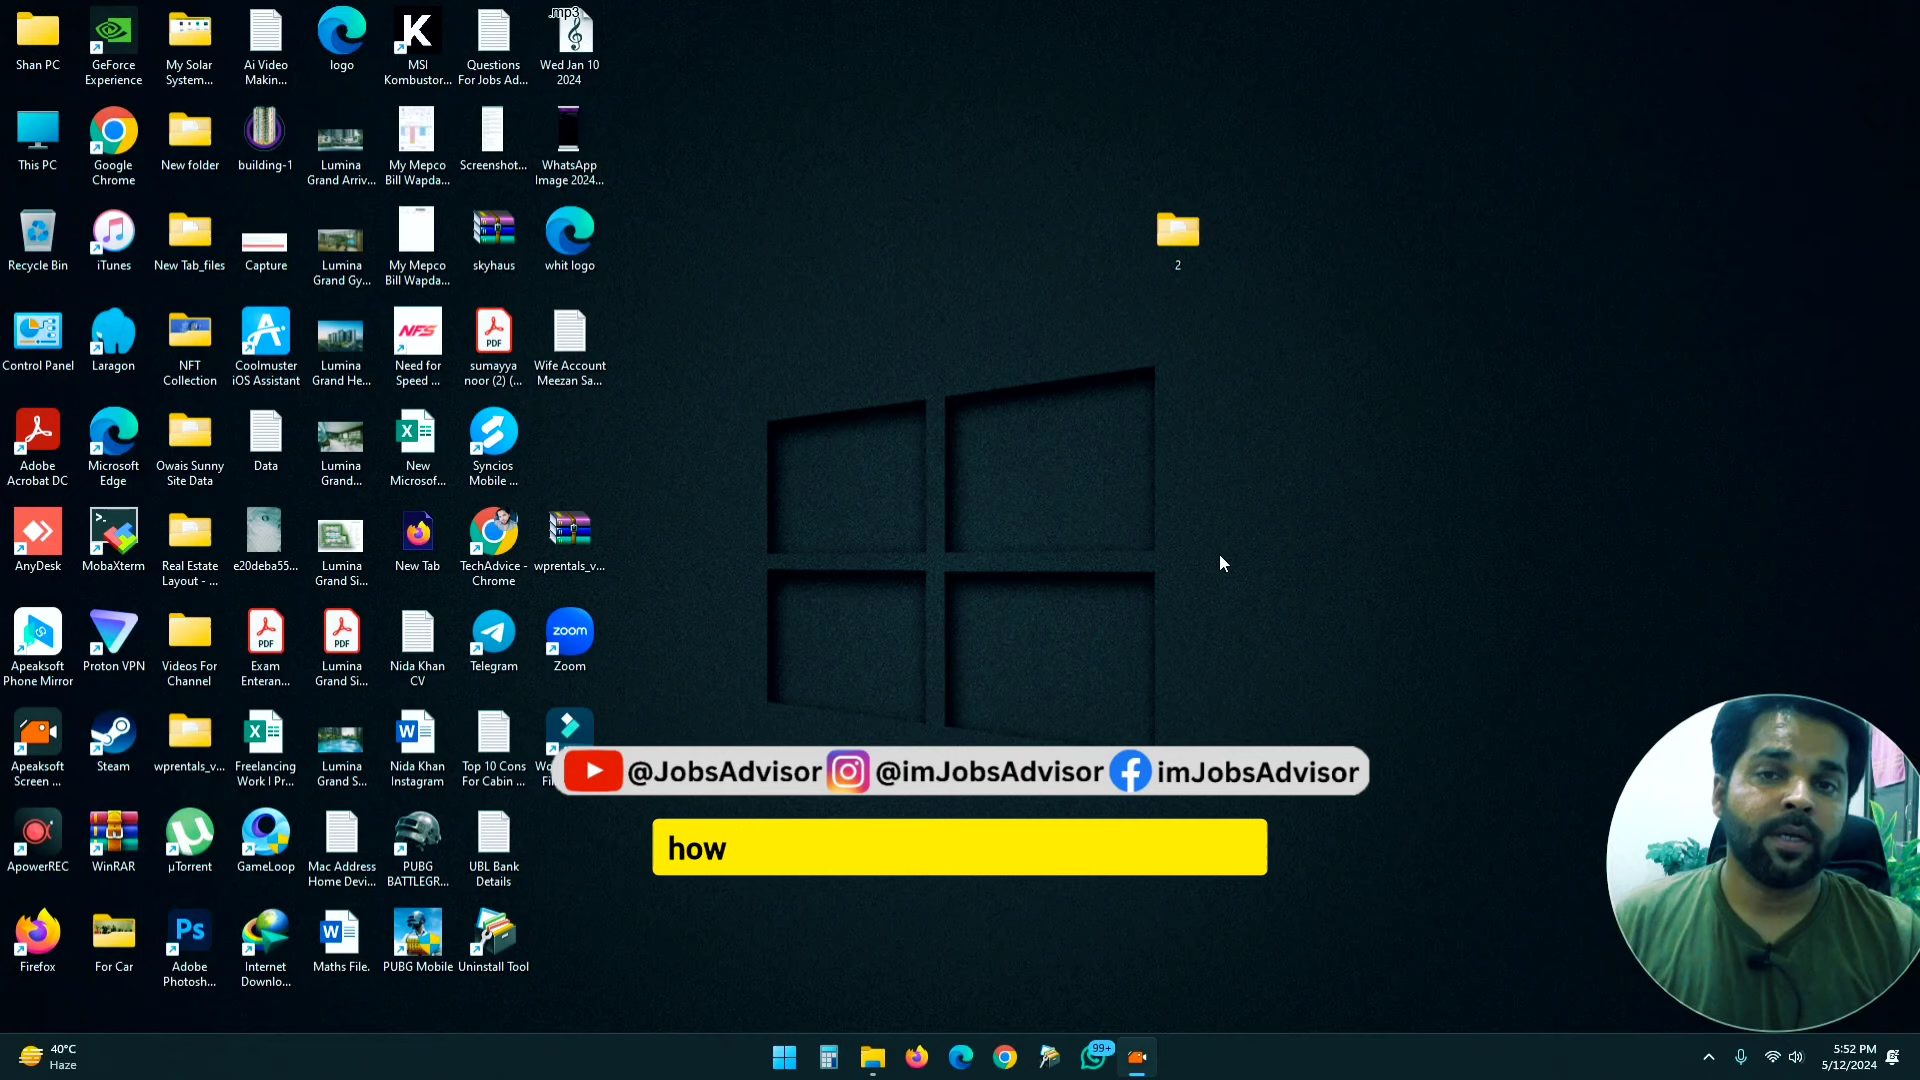 Shan PC
GeForce
Experience
My Solar
System...
Ai Video
Makin...
logo
K
MSI
Kombustor...
Questions
For Jobs Ad...
.mp3
Wed Jan 10
2024
This PC
Google
Chrome
New folder
building-1
Lumina
Grand Arriv...
My Mepco
Bill Wapda...
Screenshot...
WhatsApp
Image 2024...
Recycle Bin
iTunes
New Tab_files
Capture
Lumina
Grand Gy...
My Mepco
Bill Wapda...
skyhaus
whit logo
2
Control Panel
Laragon
NFT
Collection
Coolmuster
iOS Assistant
Lumina
Grand He...
NFS
Need for
Speed ...
PDF
sumayya
noor (2) (...
Wife Account
Meezan Sa...
Adobe
Acrobat DC
Microsoft
Edge
Owais Sunny
Site Data
Data
Lumina
Grand...
X
New
Microsof...
Syncios
Mobile ...
AnyDesk
MobaXterm
Real Estate
Layout - ...
e20deba55...
Lumina
Grand Si...
New Tab
TechAdvice -
Chrome
wprentals_v...
Apeaksoft
Phone Mirror
Proton VPN
Videos For
Channel
PDF
Exam
Enteran...
PDF
Lumina
Grand Si...
Nida Khan
CV
Telegram
zoom
Zoom
Apeaksoft
Screen ...
Steam
wprentals_v...
X
Freelancing
Work I Pr...
Lumina
Grand S...
W
Nida Khan
Instagram
Top 10 Cons
For Cabin ...
@JobsAdvisor @imJobsAdvisor imJobsAdvisor
how
ApowerREC
WinRAR
µTorrent
GameLoop
Mac Address
Home Devi...
PUBG
BATTLEGR...
UBL Bank
Details
Firefox
For Car
Ps
Adobe
Photosh...
Internet
Downlo...
W
Maths File.
PUBG Mobile
Uninstall Tool
40°C
Haze
99+
5:52 PM
5/12/2024